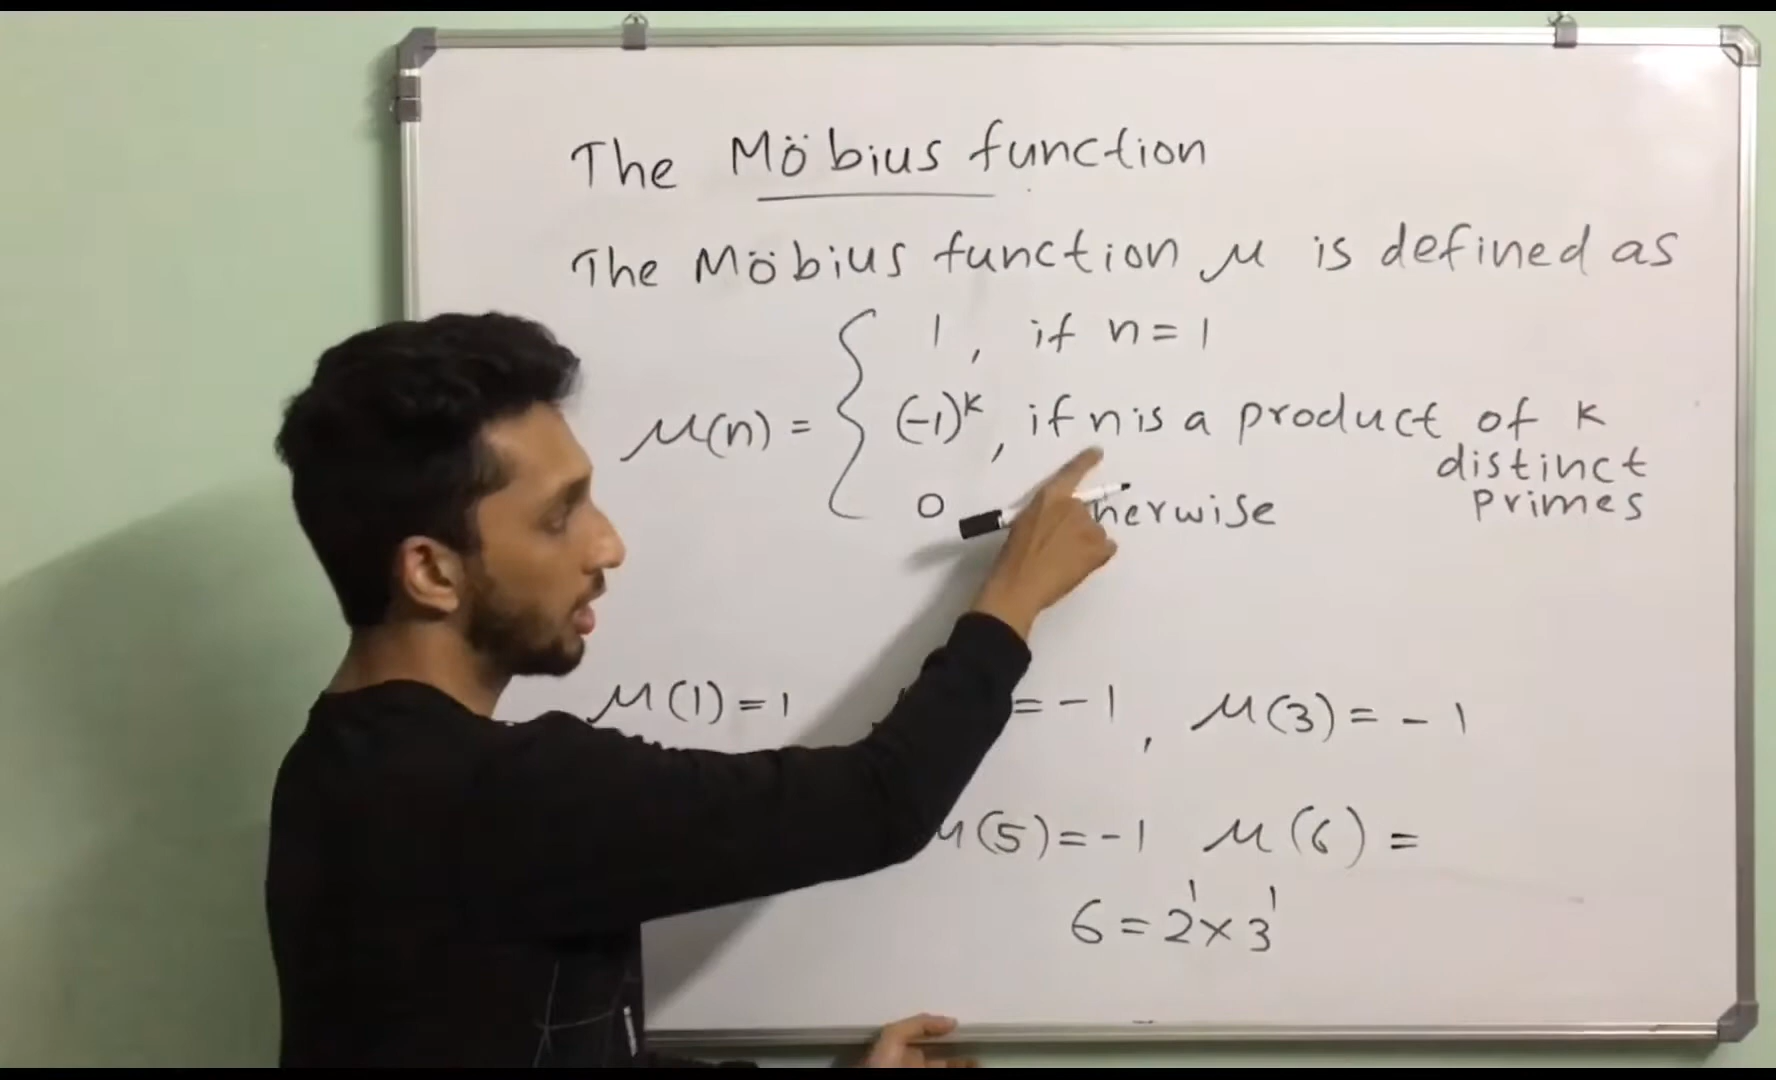 The Möbius function
The Möbius function μ is defined as
1, if n = 1
μ(n) = { (-1)^k, if n is a product of k
distinct
primes
0 herwise
μ(1) = 1 = -1, μ(3) = -1
μ(5) = -1 μ(6) =
6 = 2¹ × 3¹